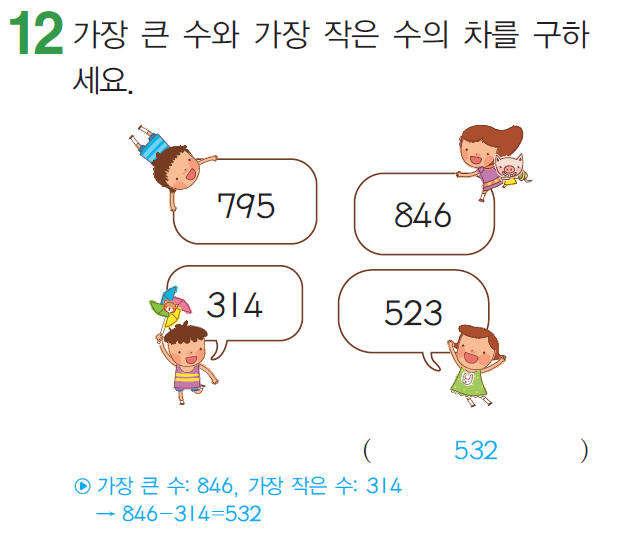 12 가장 큰 수와 가장 작은 수의 차를 구하
세요.
795
846
314
523
( 532 )
가장 큰 수: 846, 가장 작은 수: 314
→ 846-314=532